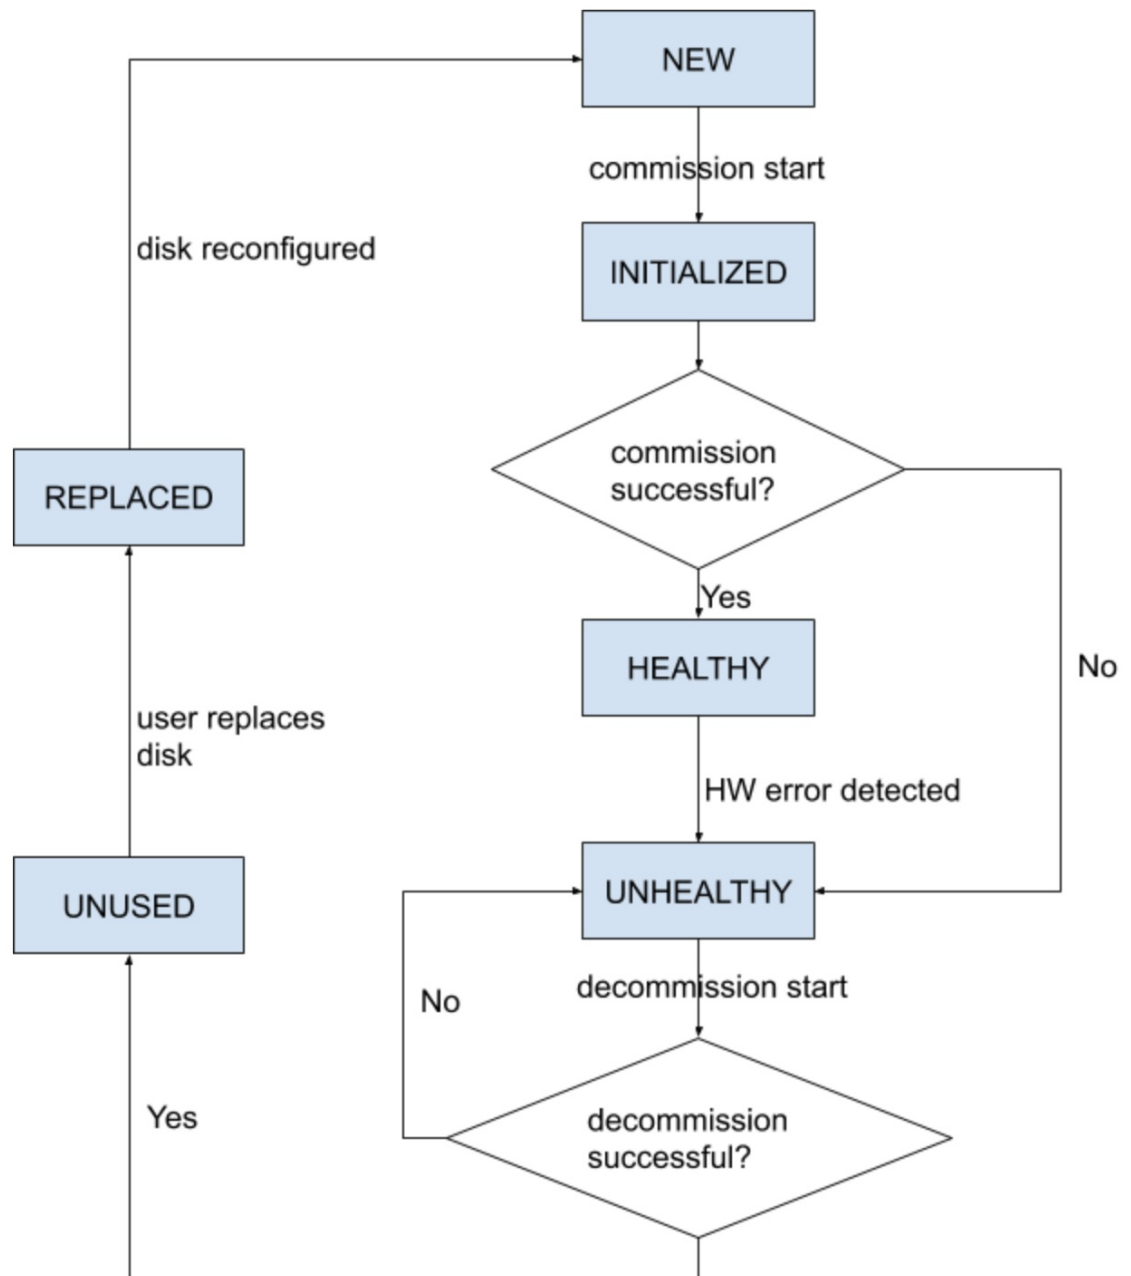 NEW
commission start
disk reconfigured
INITIALIZED
commission
successful?
REPLACED
Yes
HEALTHY
No
user replaces
disk
HW error detected
UNUSED
UNHEALTHY
decommission start
No
Yes
decommission
successful?